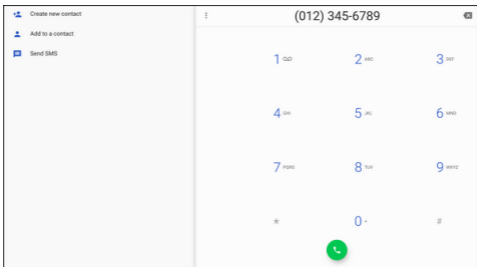 Create new contact
Add to a contact
Send SMS
(012) 345-6789
1
2 ABC
3 DEF
4 GHI
5 JKL
6 MNO
7 PQRS
8 TUV
9 WXYZ
* 0 + #